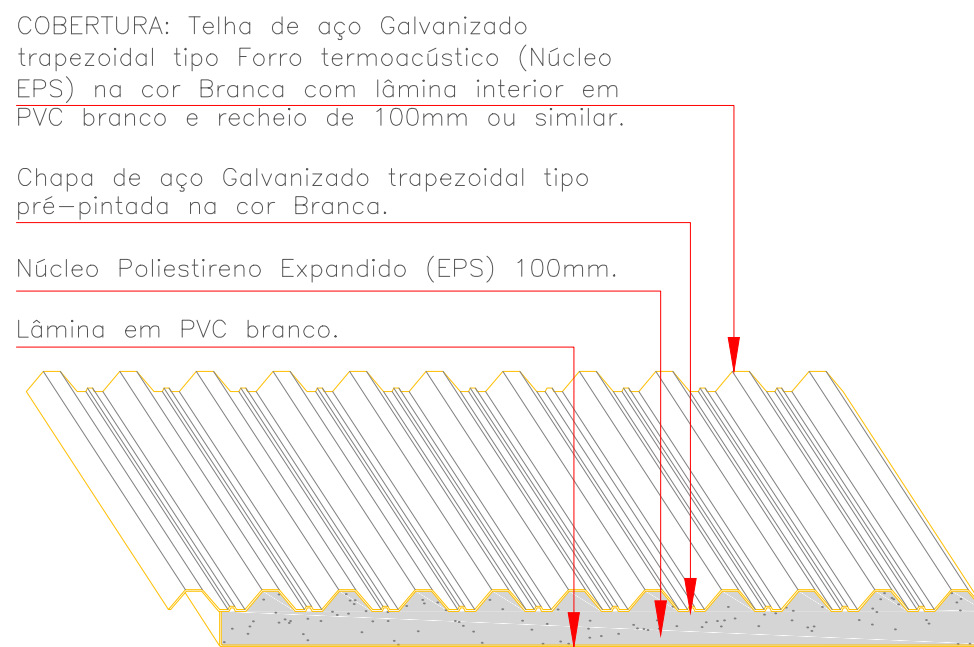 COBERTURA: Telha de aço Galvanizado
trapezoidal tipo Forro termoacústico (Núcleo
EPS) na cor Branca com lâmina interior em
PVC branco e recheio de 100mm ou similar.
Chapa de aço Galvanizado trapezoidal tipo
pré-pintada na cor Branca.
Núcleo Poliestireno Expandido (EPS) 100mm.
Lâmina em PVC branco.